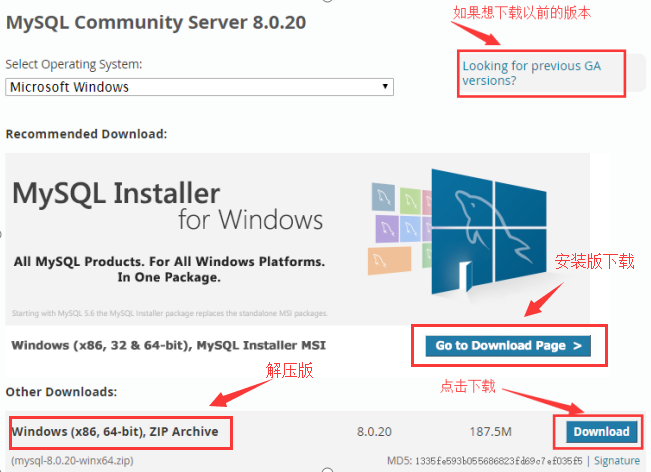 MySQL Community Server 8.0.20
如果想下载以前的版本
Select Operating System:
Looking for previous GA
versions?
Microsoft Windows
Recommended Download:
MySQL Installer
for Windows
All MySQL Products. For All Windows Platforms.
In One Package.
安装版下载
Starting with MySQL 5.6 the MySQL Installer package replaces the standalone MSI packages.
Windows (x86, 32 & 64-bit), MySQL Installer MSI
Go to Download Page >
解压版
点击下载
Other Downloads:
Windows (x86, 64-bit), ZIP Archive 8.0.20 187.5M Download
(mysql-8.0.20-winx64.zip) MD5: 1335fe593b055686823fd69c7ef035f5 | Signature